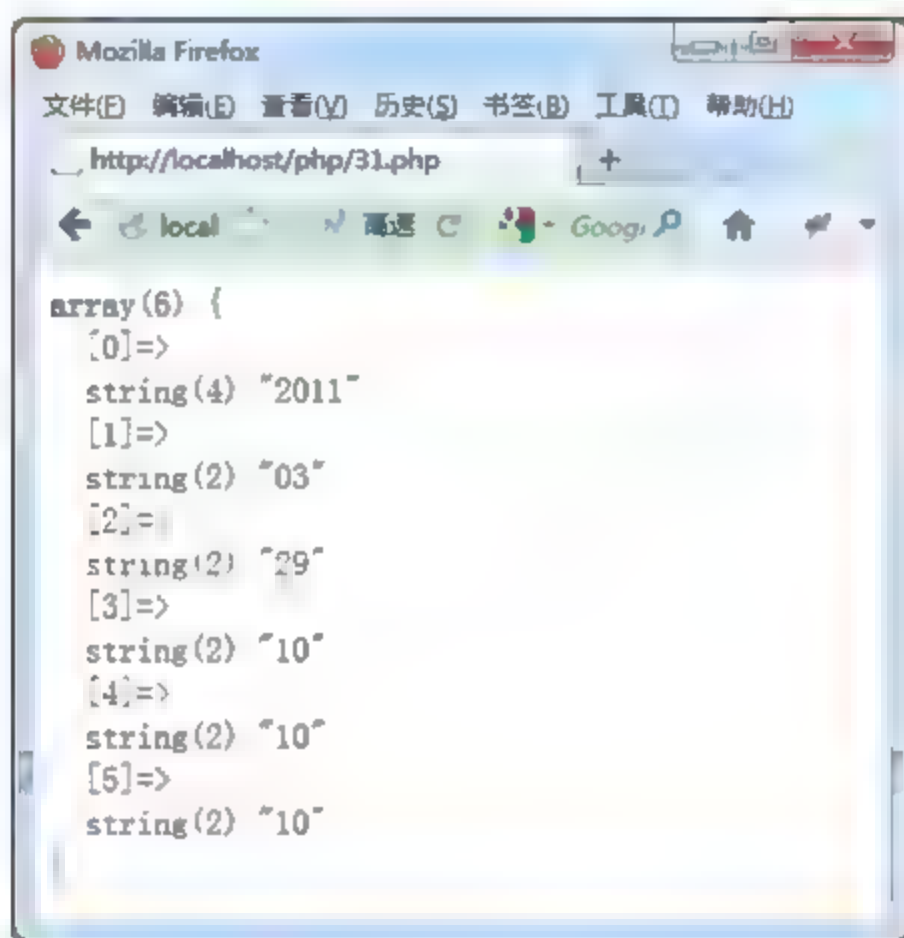 Mozilla Firefox
文件(F) 编辑(E) 查看(V) 历史(S) 书签(B) 工具(T) 帮助(H)
http://localhost/php/31.php +
local Goog
array(6) {
[0]=>
string(4) "2011"
[1]=>
string(2) "03"
[2]=
string(2) "29"
[3]=>
string(2) "10"
[4]=>
string(2) "10"
[5]=>
string(2) "10"